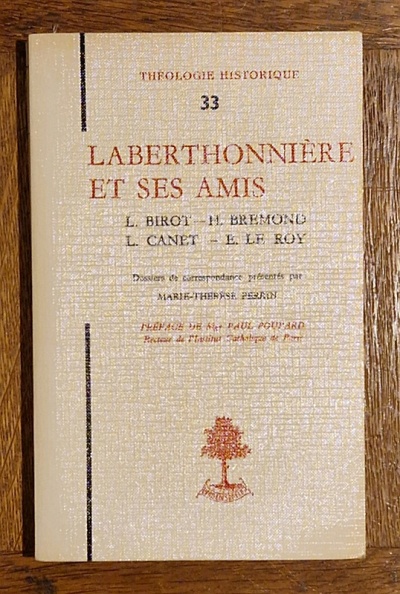 THÉOLOGIE HISTORIQUE
33
LABERTHONNIÈRE
ET SES AMIS
L. BIROT – H. BREMOND
L. CANET – E. LE ROY
Dossiers de correspondance présentés par
MARIE-THÉRÈSE PERRIN
PRÉFACE DE Mgr PAUL POUPARD
Recteur de l'Institut Catholique de Paris